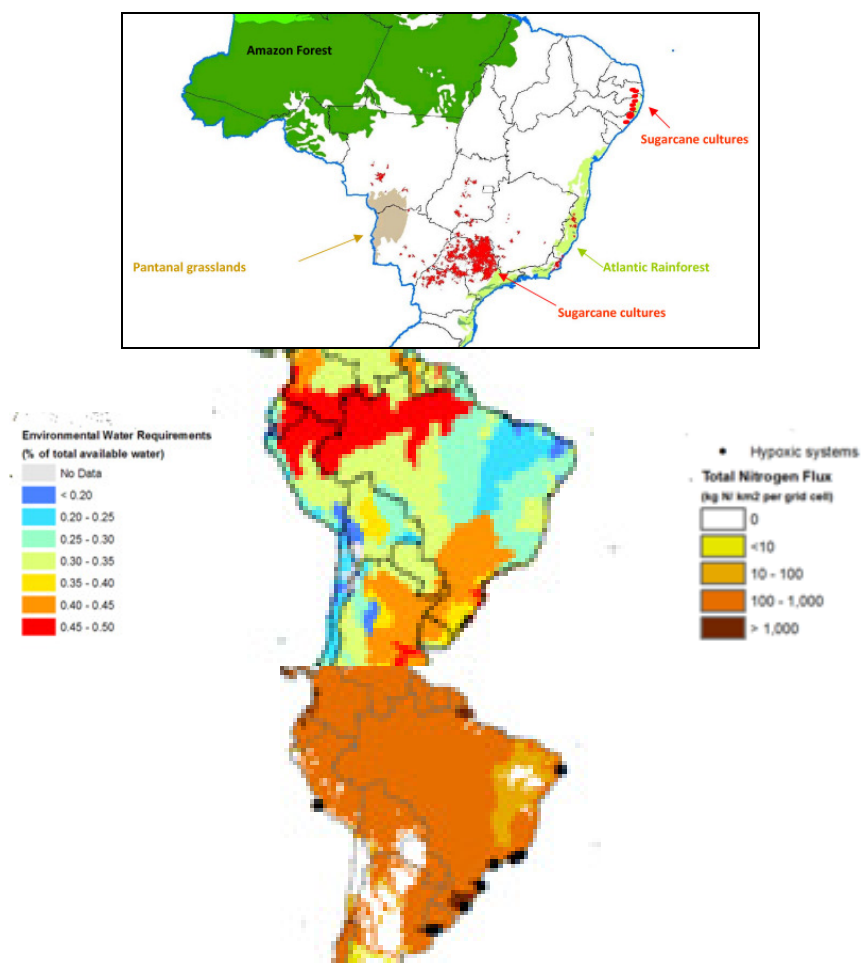 Amazon Forest
Sugarcane cultures
Pantanal grasslands
Atlantic Rainforest
Sugarcane cultures
Environmental Water Requirements
(% of total available water)
No Data
< 0.20
0.20 - 0.25
0.25 - 0.30
0.30 - 0.35
0.35 - 0.40
0.40 - 0.45
0.45 - 0.50
Hypoxic systems
Total Nitrogen Flux
(kg N/ km2 per grid cell)
0
<10
10 - 100
100 - 1,000
> 1,000